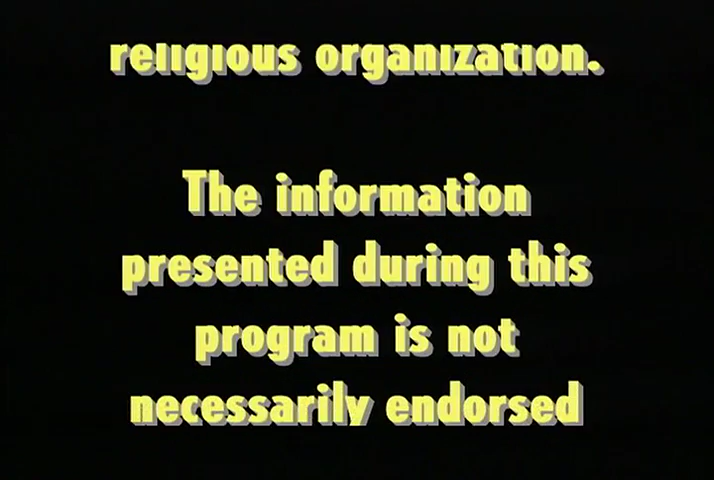 religious organization.
The information
presented during this
program is not
necessarily endorsed